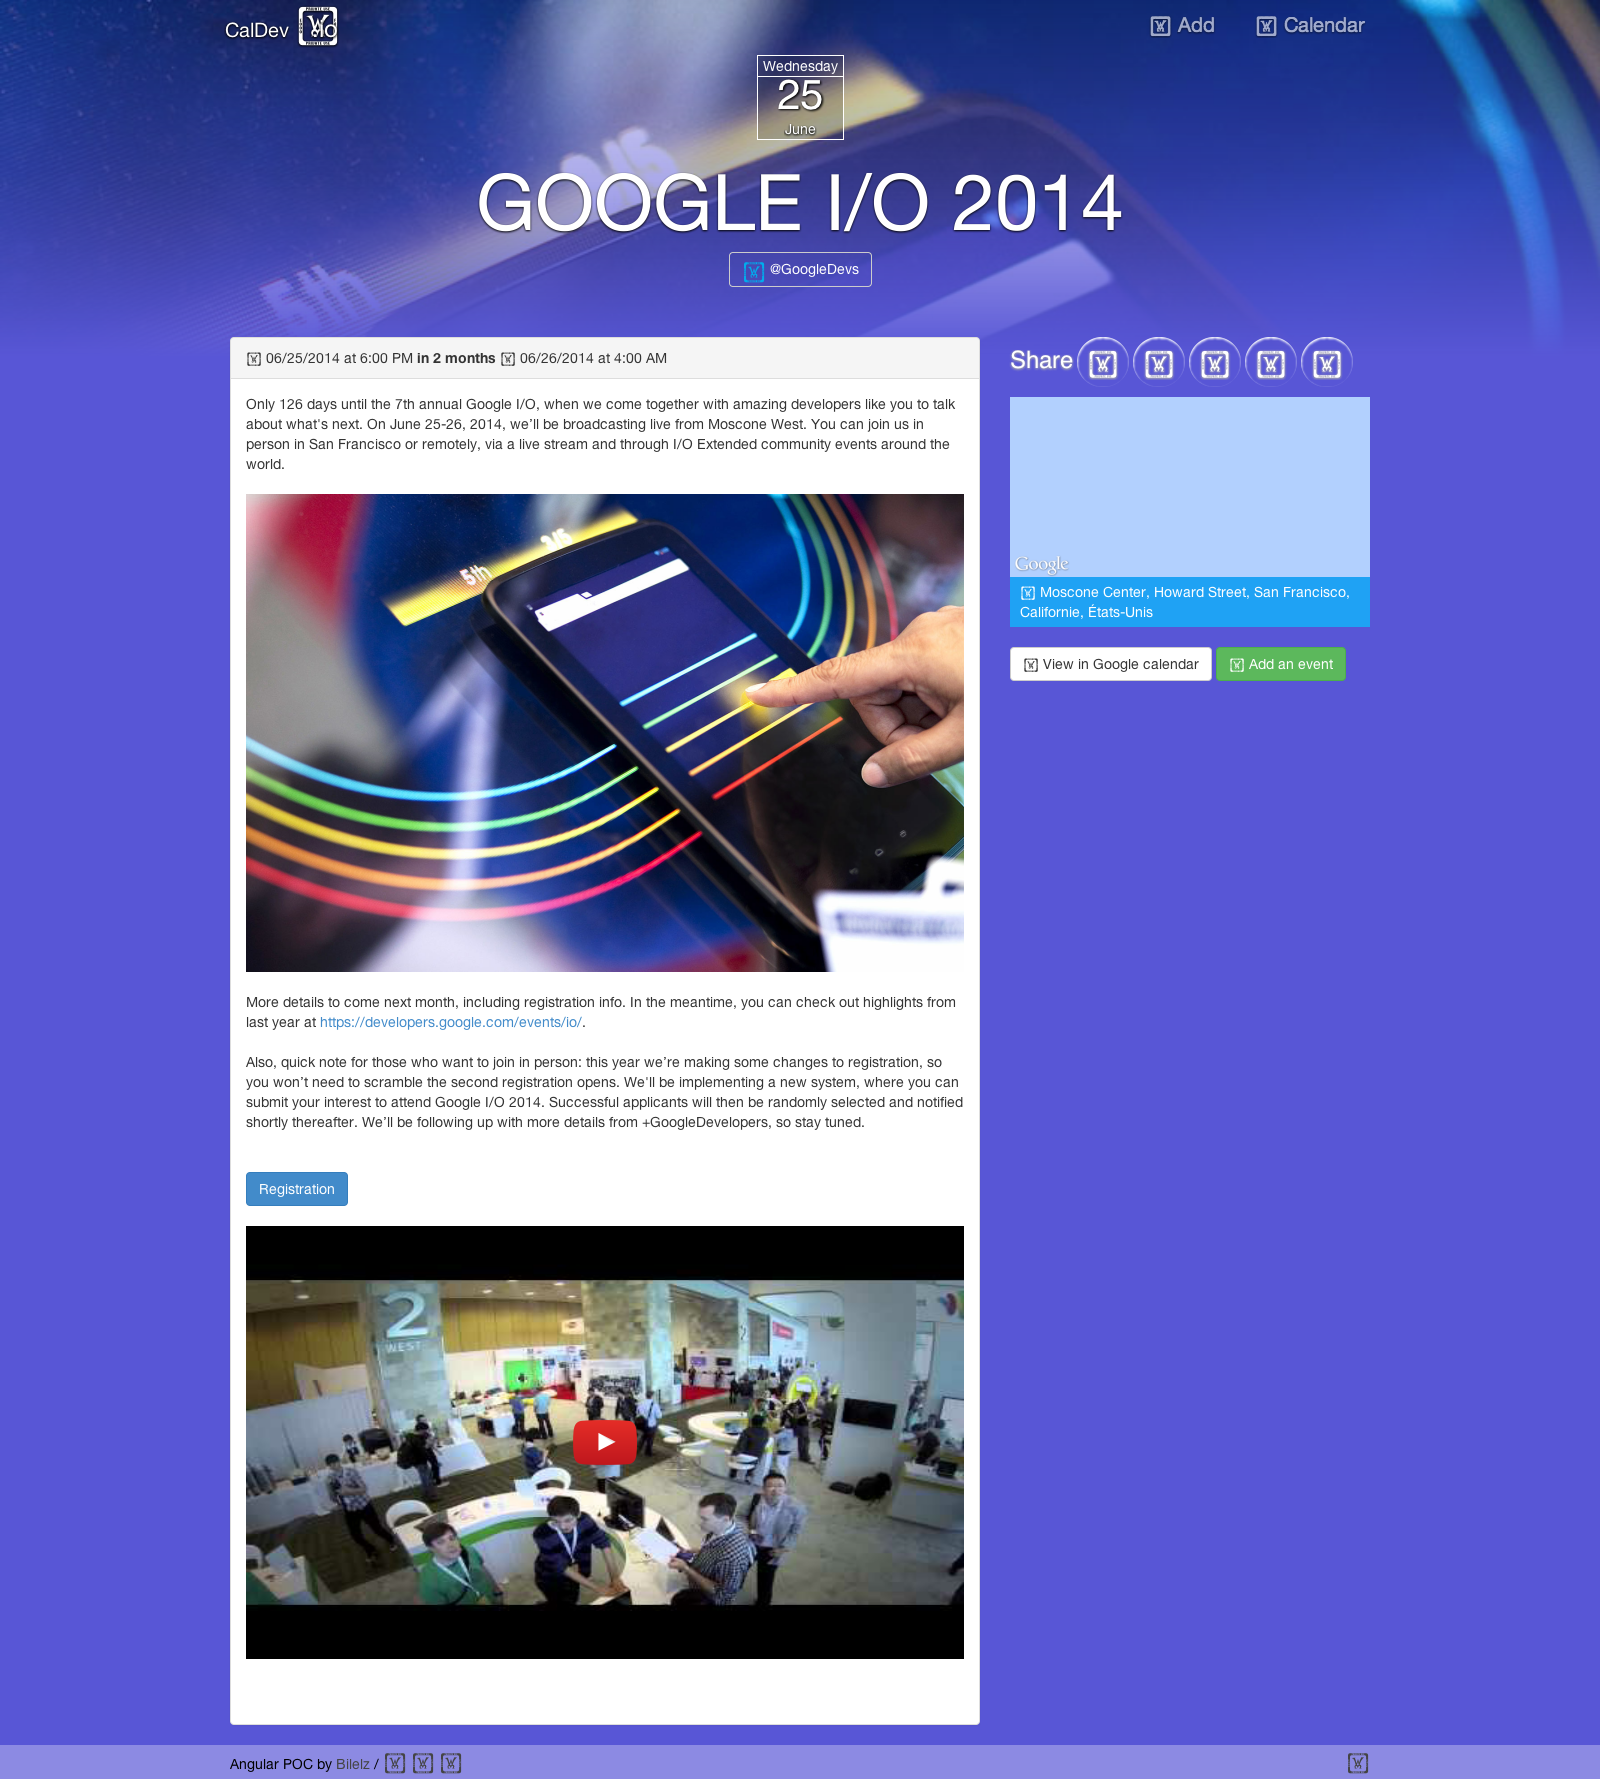 CalDev
Add
Calendar
Wednesday
25
June
GOOGLE I/O 2014
@GoogleDevs
06/25/2014 at 6:00 PM in 2 months 06/26/2014 at 4:00 AM
Share
Only 126 days until the 7th annual Google I/O, when we come together with amazing developers like you to talk
about what's next. On June 25-26, 2014, we’ll be broadcasting live from Moscone West. You can join us in
person in San Francisco or remotely, via a live stream and through I/O Extended community events around the
world.
5th
3/5
Google
Moscone Center, Howard Street, San Francisco,
Californie, États-Unis
View in Google calendar
Add an event
More details to come next month, including registration info. In the meantime, you can check out highlights from
last year at https://developers.google.com/events/io/.
Also, quick note for those who want to join in person: this year we’re making some changes to registration, so
you won’t need to scramble the second registration opens. We'll be implementing a new system, where you can
submit your interest to attend Google I/O 2014. Successful applicants will then be randomly selected and notified
shortly thereafter. We’ll be following up with more details from +GoogleDevelopers, so stay tuned.
Registration
2
WEST
Angular POC by Bilelz /